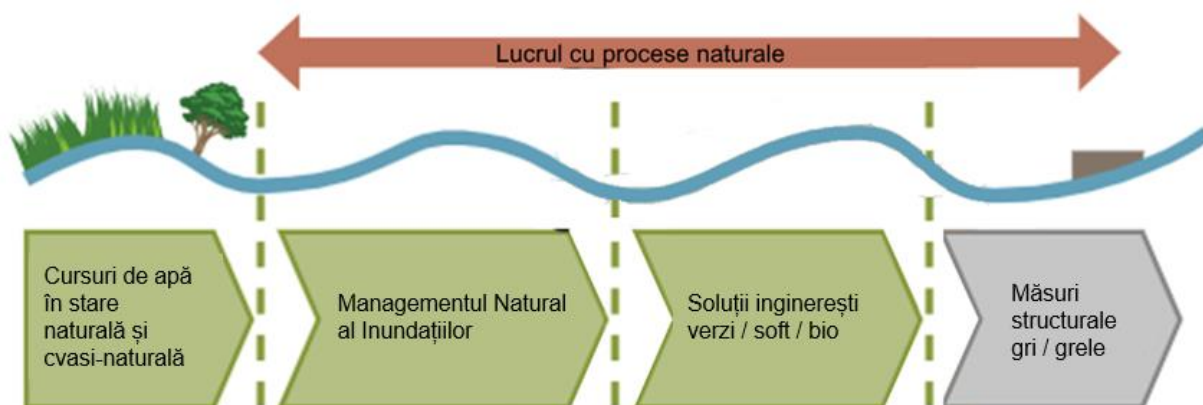 Lucrul cu procese naturale
Cursuri de apă
în stare
naturală și
cvasi-naturală
Managementul Natural
al Inundațiilor
Soluții inginerești
verzi / soft / bio
Măsuri
structurale
gri / grele